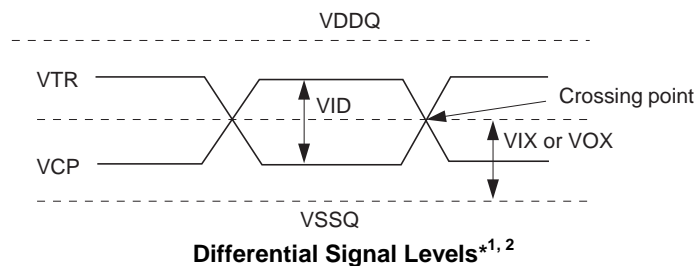 VDDQ
VTR
VID
Crossing point
VIX or VOX
VCP
VSSQ
Differential Signal Levels*1, 2